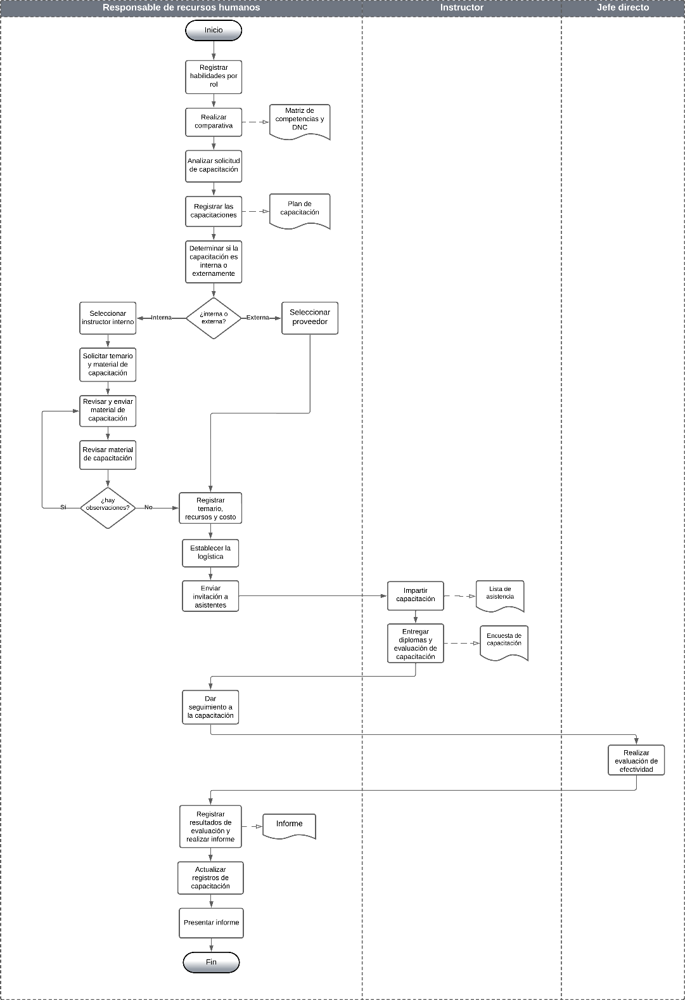 Responsable de recursos humanos
Instructor
Jefe directo
Inicio
Registrar
habilidades por
rol
Realizar
comparativa
Matriz de
competencias y
DNC
Analizar solicitud
de capacitación
Registrar las
capacitaciones
Plan de
capacitación
Determinar si la
capacitación es
interna o
externamente
¿interna o
externa?
Interna
Externa
Seleccionar
instructor interno
Seleccionar
proveedor
Solicitar temario
y material de
capacitación
Revisar y enviar
material de
capacitación
Revisar material
de capacitación
¿hay
observaciones?
Sí
No
Registrar
temario,
recursos y costo
Establecer la
logística
Enviar
invitación a
asistentes
Impartir
capacitación
Lista de
asistencia
Entregar
diplomas y
evaluación de
capacitación
Encuesta de
capacitación
Dar
seguimiento a
la capacitación
Realizar
evaluación de
efectividad
Registrar
resultados de
evaluación y
realizar informe
Informe
Actualizar
registros de
capacitación
Presentar informe
Fin